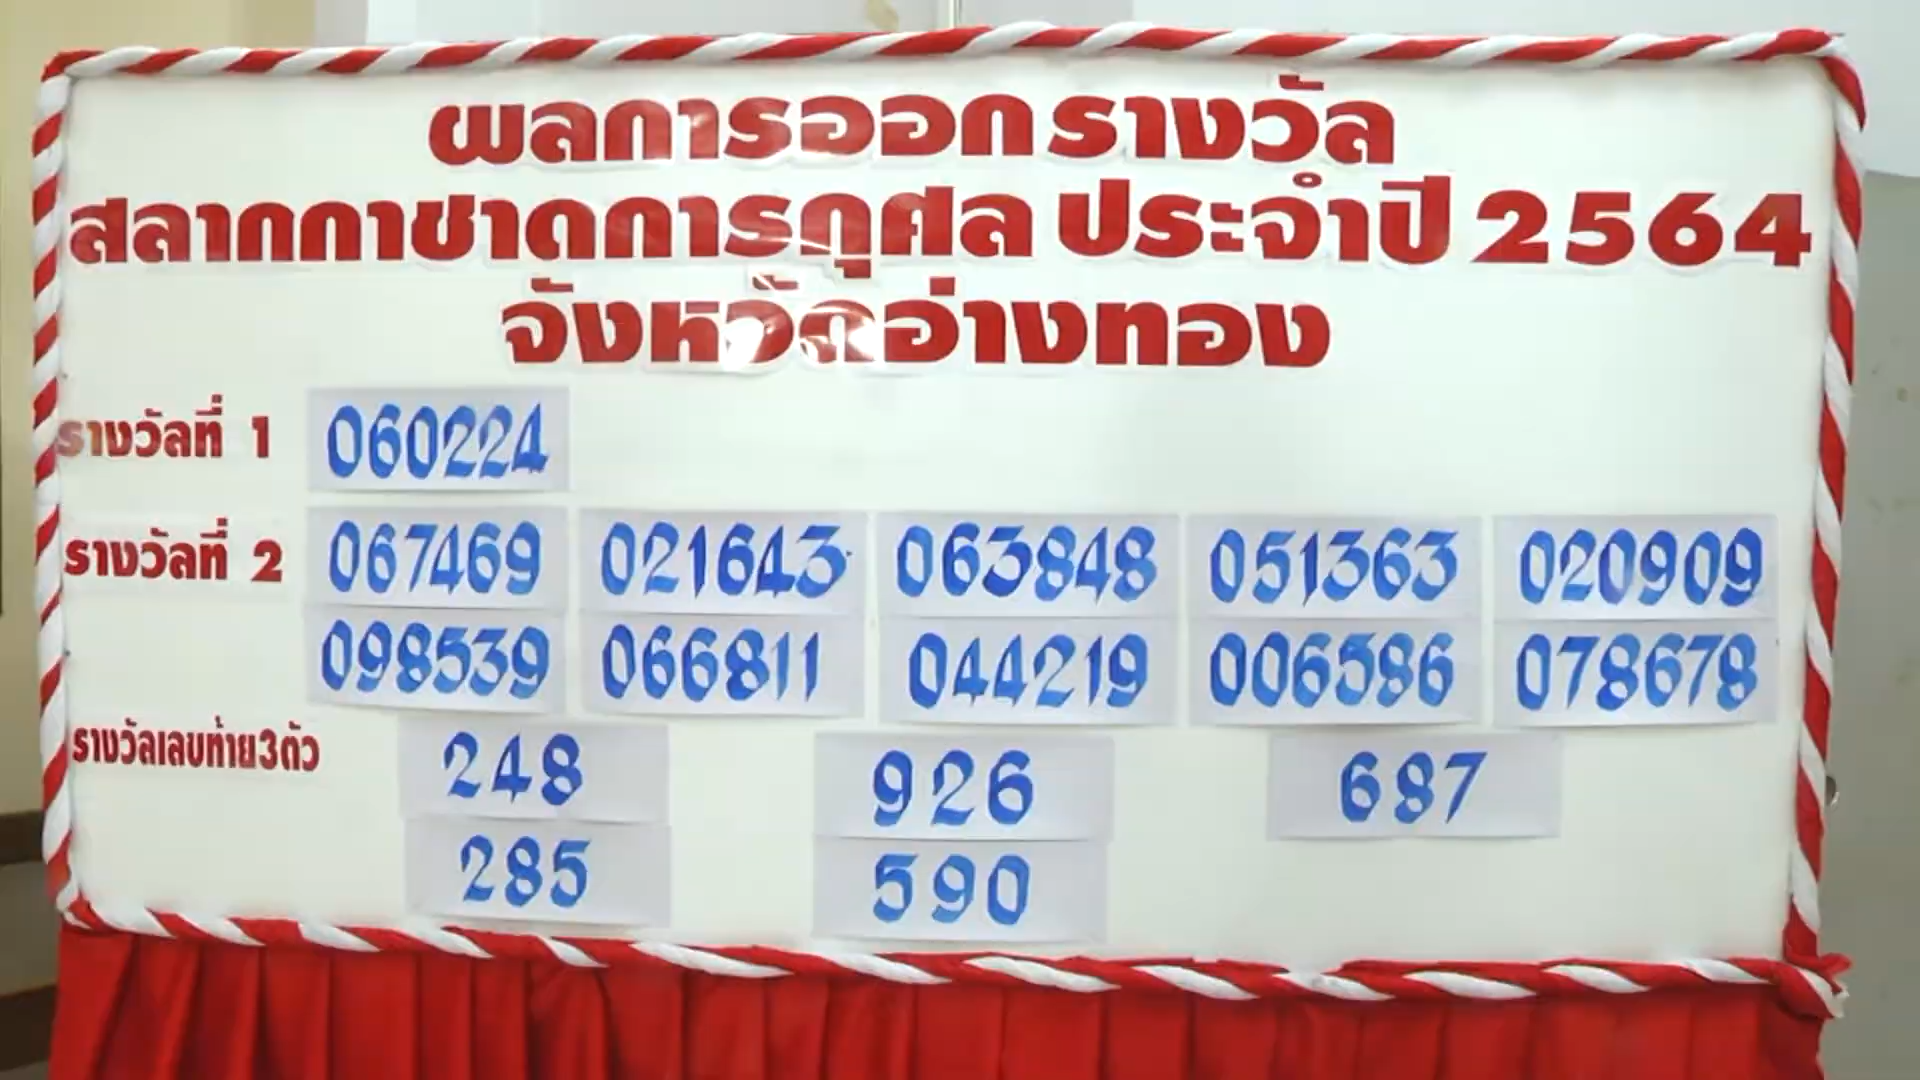 ผลการออกรางวัล
สลากกาชาดการกุศล ประจำปี 2564
จังหวัดอ่างทอง
รางวัลที่ 1 060224
รางวัลที่ 2 067469 021643 063848 051363 020909
098539 066811 044219 006586 078678
รางวัลเลขท้าย3ตัว 248 926 687
285 590